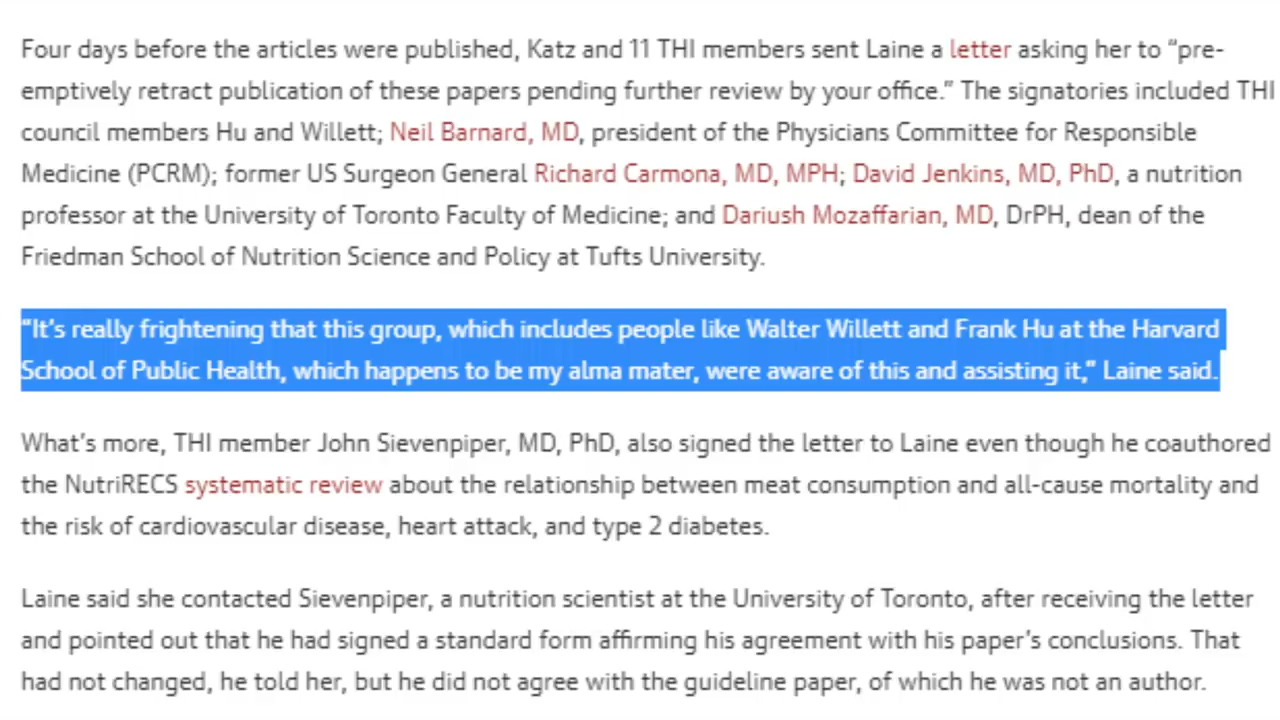 Four days before the articles were published, Katz and 11 THI members sent Laine a letter asking her to “pre-
emptively retract publication of these papers pending further review by your office.” The signatories included THI
council members Hu and Willett; Neil Barnard, MD, president of the Physicians Committee for Responsible
Medicine (PCRM); former US Surgeon General Richard Carmona, MD, MPH; David Jenkins, MD, PhD, a nutrition
professor at the University of Toronto Faculty of Medicine; and Dariush Mozaffarian, MD, DrPH, dean of the
Friedman School of Nutrition Science and Policy at Tufts University.
“It’s really frightening that this group, which includes people like Walter Willett and Frank Hu at the Harvard
School of Public Health, which happens to be my alma mater, were aware of this and assisting it,” Laine said.
What’s more, THI member John Sievenpiper, MD, PhD, also signed the letter to Laine even though he coauthored
the NutriRECS systematic review about the relationship between meat consumption and all-cause mortality and
the risk of cardiovascular disease, heart attack, and type 2 diabetes.
Laine said she contacted Sievenpiper, a nutrition scientist at the University of Toronto, after receiving the letter
and pointed out that he had signed a standard form affirming his agreement with his paper’s conclusions. That
had not changed, he told her, but he did not agree with the guideline paper, of which he was not an author.